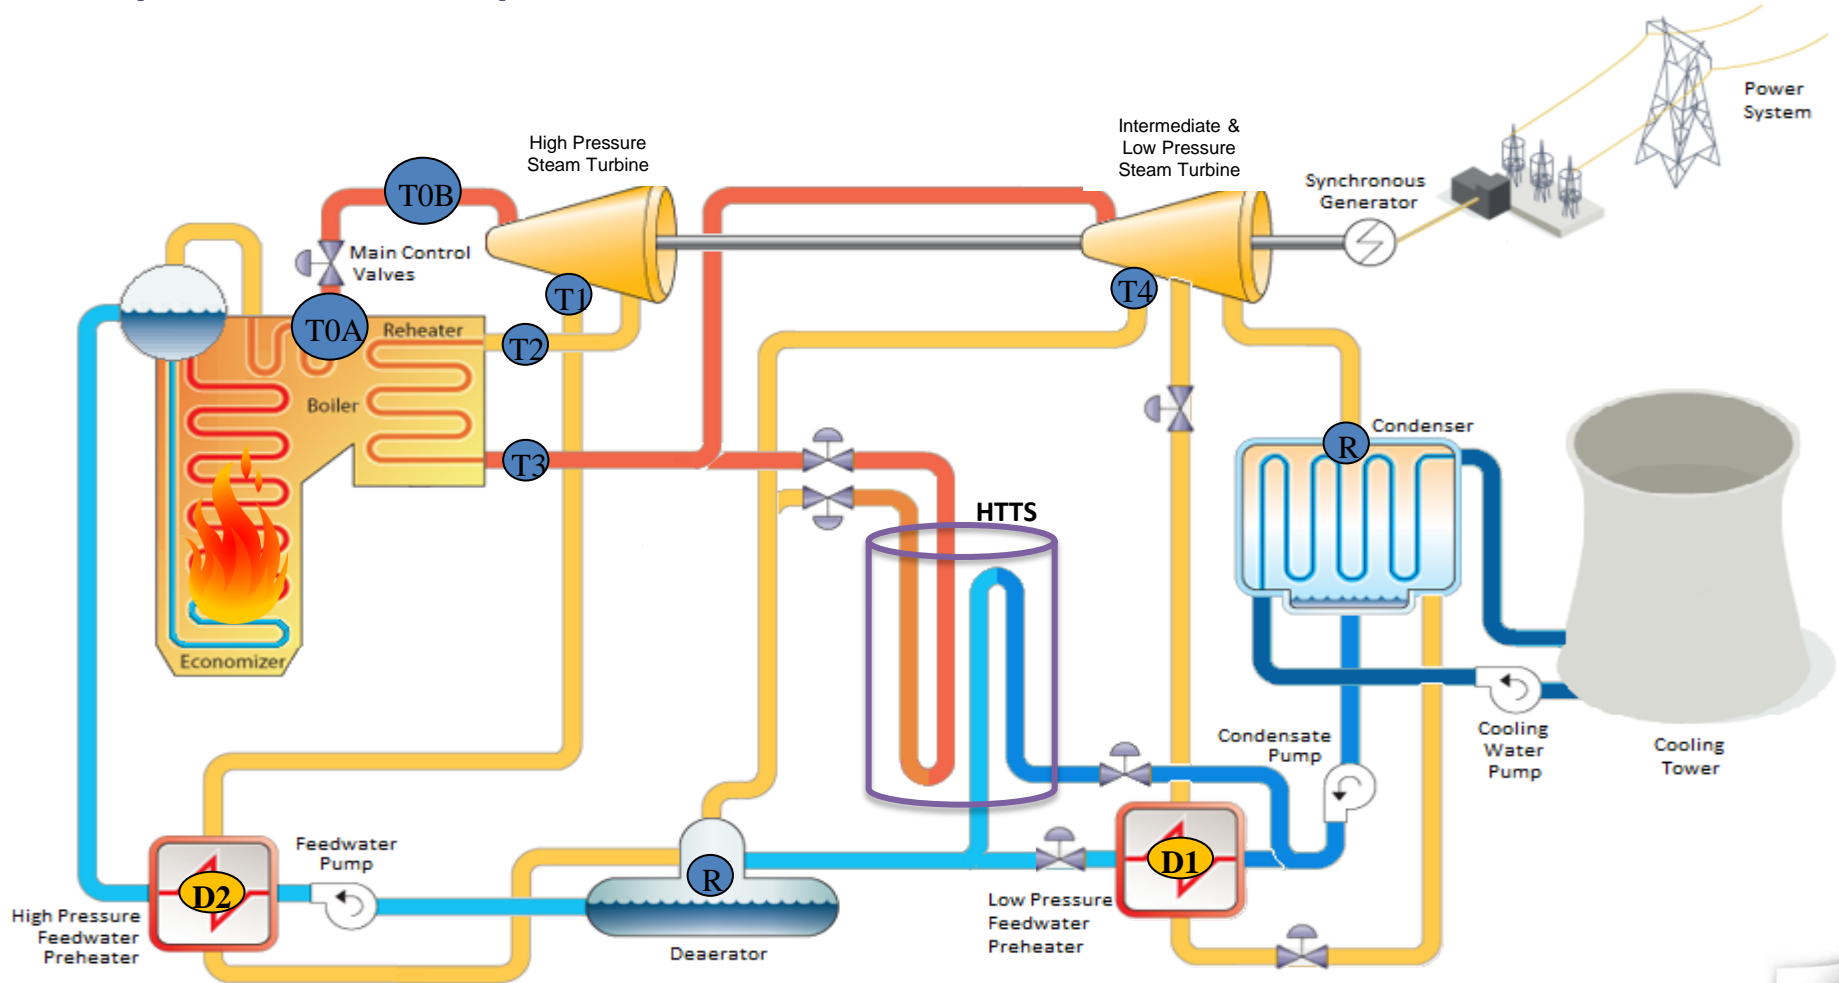 Power
System
High Pressure
Steam Turbine
Intermediate &
Low Pressure
Steam Turbine
Synchronous
Generator
T0B
Main Control
Valves
T1
T4
T0A
Reheater
T2
Boiler
T3
R
Condenser
HTTS
Economizer
Condensate
Pump
Cooling
Water
Pump
Cooling
Tower
Feedwater
Pump
D1
D2
R
High Pressure
Feedwater
Preheater
Low Pressure
Feedwater
Preheater
Deaerator